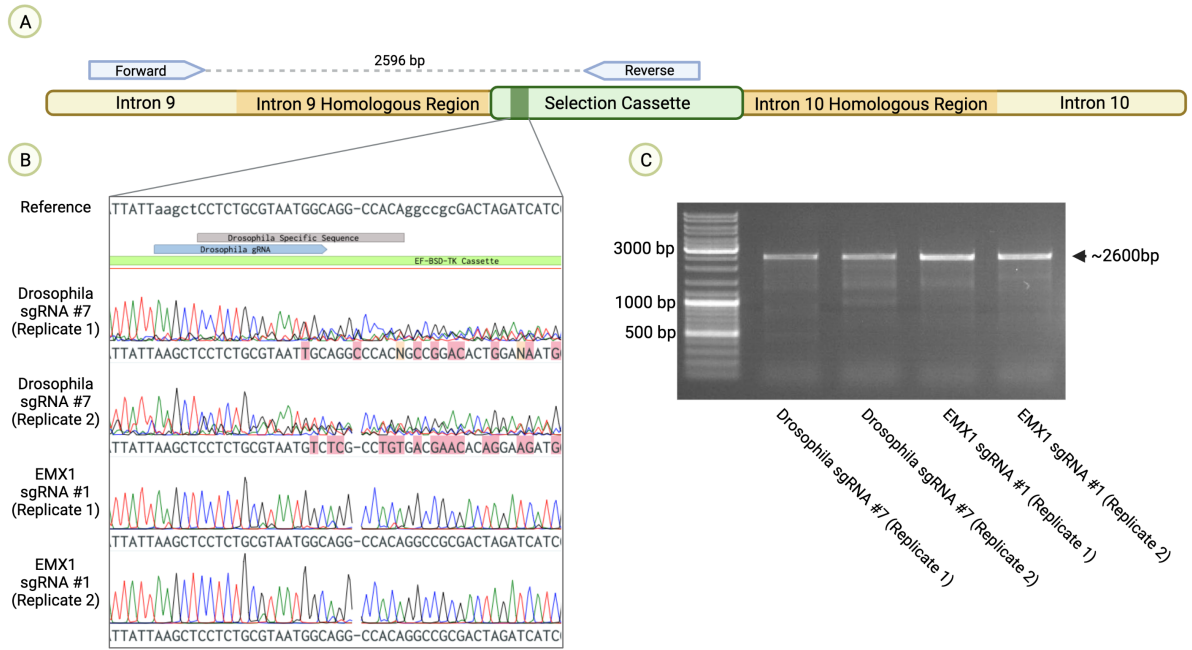 A
2596 bp
Forward
Reverse
Intron 9
Intron 9 Homologous Region
Selection Cassette
Intron 10 Homologous Region
Intron 10
B
Reference
TTATTaagctCCTCTGCGTAATGGCAGG-CCACAggccgcGACTAGATCATC
Drosophila Specific Sequence
Drosophila gRNA
EF-BSD-TK Cassette
Drosophila
sgRNA #7
(Replicate 1)
TTATTAAGCTCCTCTGCGTAATTGCAGGCCCACNGCCGGACACTGGANAATG
Drosophila
sgRNA #7
(Replicate 2)
TTATTAAGCTCCTCTGCGTAATGTCTCG-CCTGTGACGAACACAGGAAGATG
EMX1
sgRNA #1
(Replicate 1)
TTATTAAGCTCCTCTGCGTAATGGCAGG-CCACAGGCCGCGACTAGATCATC
EMX1
sgRNA #1
(Replicate 2)
TTATTAAGCTCCTCTGCGTAATGGCAGG-CCACAGGCCGCGACTAGATCATC
C
3000 bp
1000 bp
500 bp
~2600bp
Drosophila sgRNA #7 (Replicate 1)
Drosophila sgRNA #7 (Replicate 2)
EMX1 sgRNA #1 (Replicate 1)
EMX1 sgRNA #1 (Replicate 2)